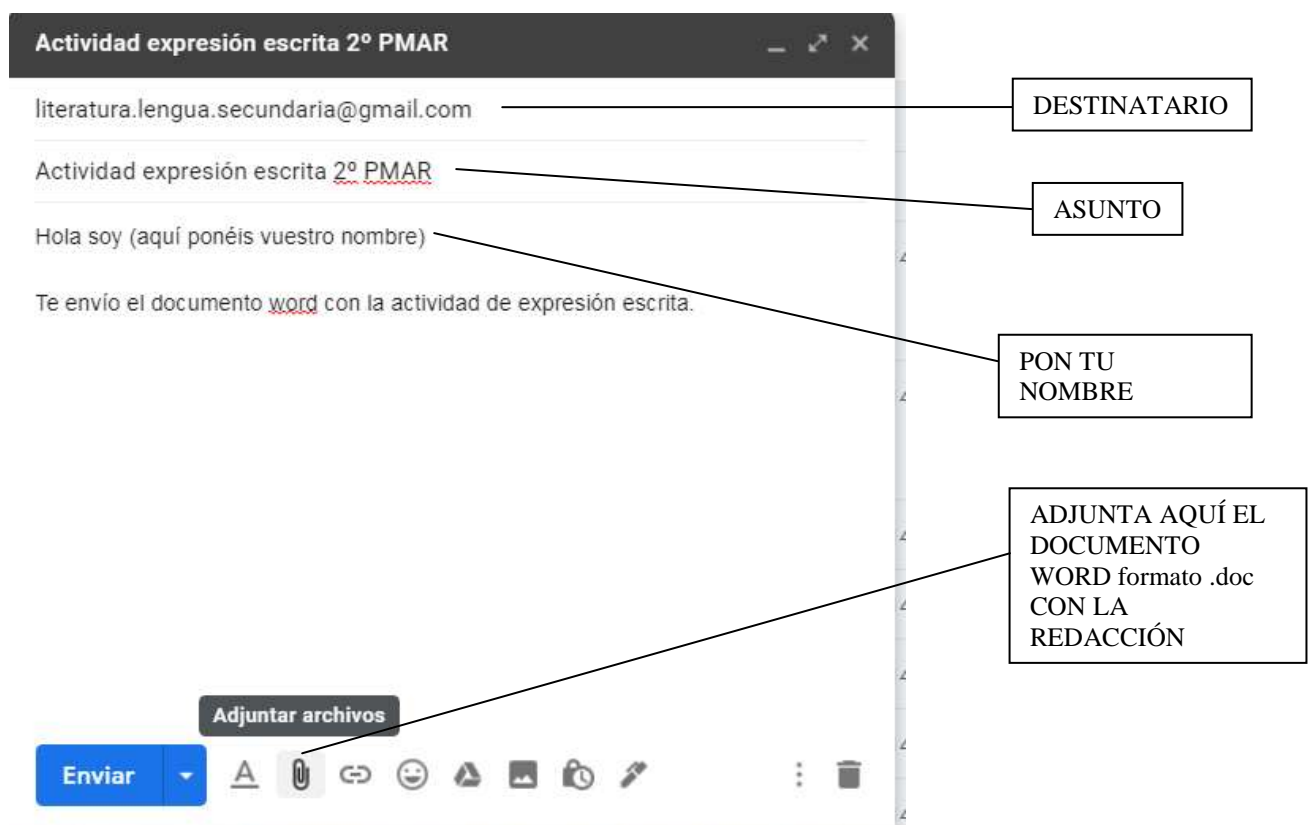 Actividad expresión escrita 2º PMAR
literatura.lengua.secundaria@gmail.com
DESTINATARIO
Actividad expresión escrita 2º PMAR
ASUNTO
Hola soy (aquí ponéis vuestro nombre)
Te envío el documento word con la actividad de expresión escrita.
PON TU
NOMBRE
ADJUNTA AQUÍ EL
DOCUMENTO
WORD formato .doc
CON LA
REDACCIÓN
Adjuntar archivos
Enviar